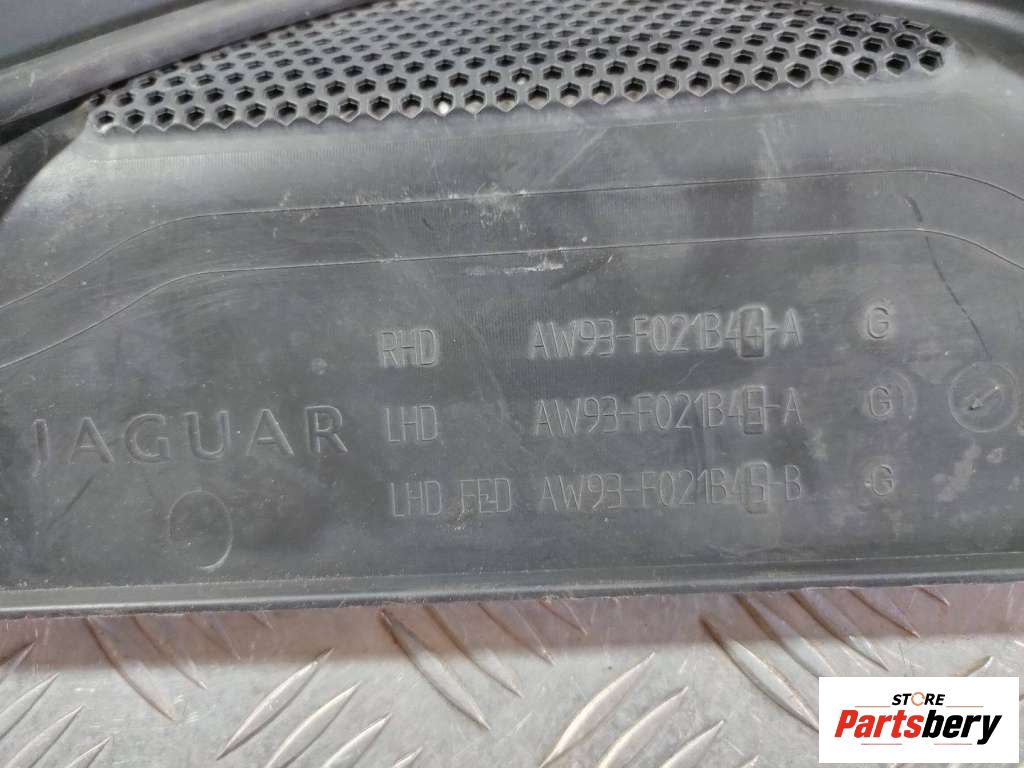 RHD AW93-F021B44-A G
LHD AW93-F021B45-A G
JAGUAR
LHD FED AW93-F021B45-B G
STORE
Partsbery